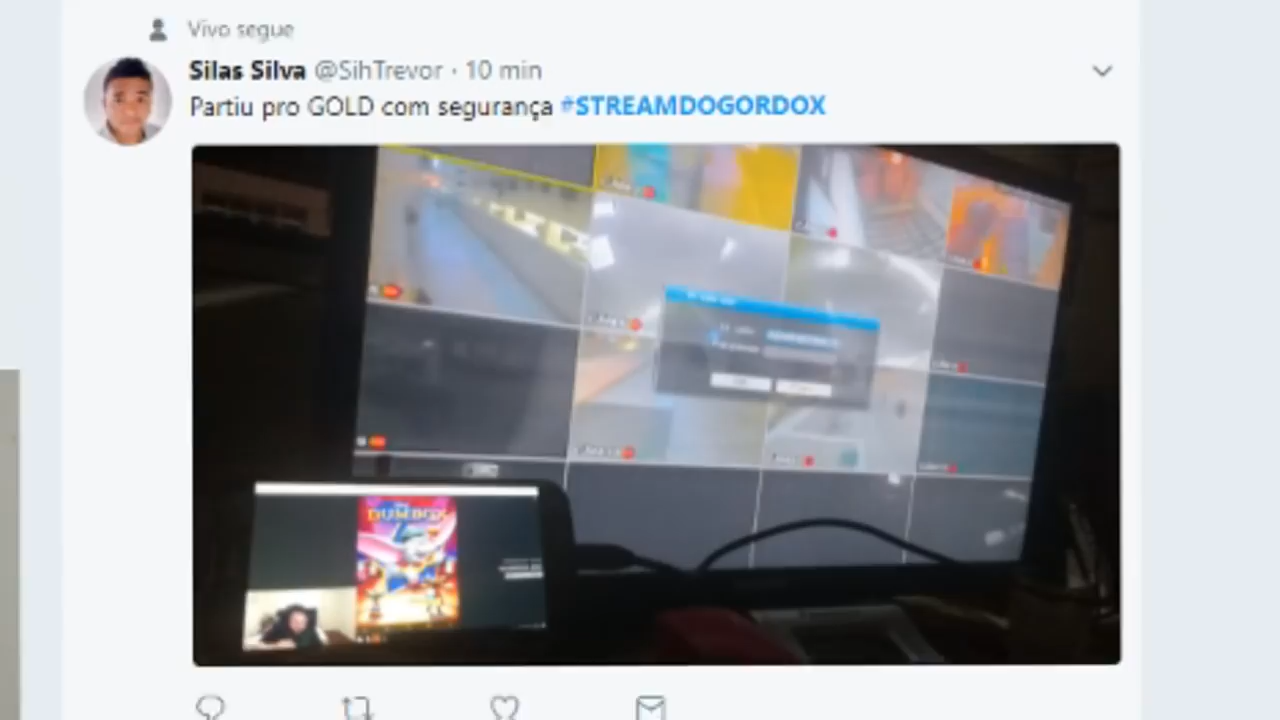 Vivo segue
Silas Silva @SihTrevor · 10 min
Partiu pro GOLD com segurança #STREAMDOGORDOX
DUMBOX